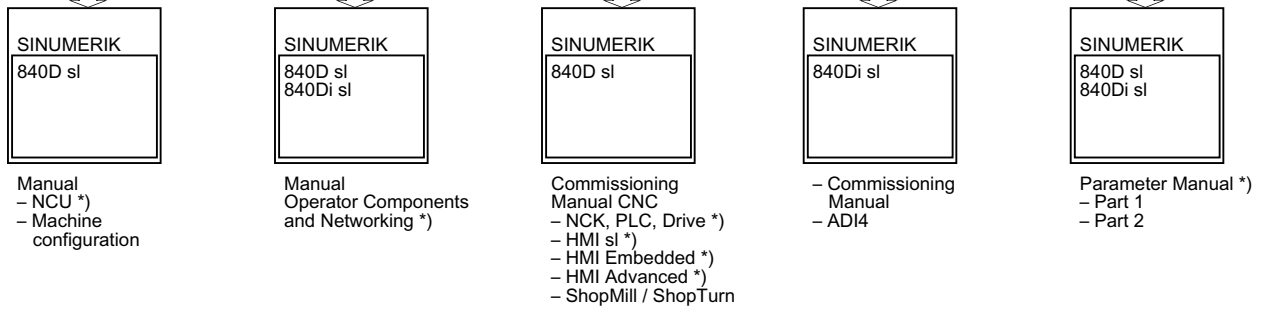 SINUMERIK
840D sl
Manual
– NCU *)
– Machine
configuration
SINUMERIK
840D sl
840Di sl
Manual
Operator Components
and Networking *)
SINUMERIK
840D sl
Commissioning
Manual CNC
– NCK, PLC, Drive *)
– HMI sl *)
– HMI Embedded *)
– HMI Advanced *)
– ShopMill / ShopTurn
SINUMERIK
840Di sl
– Commissioning
Manual
– ADI4
SINUMERIK
840D sl
840Di sl
Parameter Manual *)
– Part 1
– Part 2